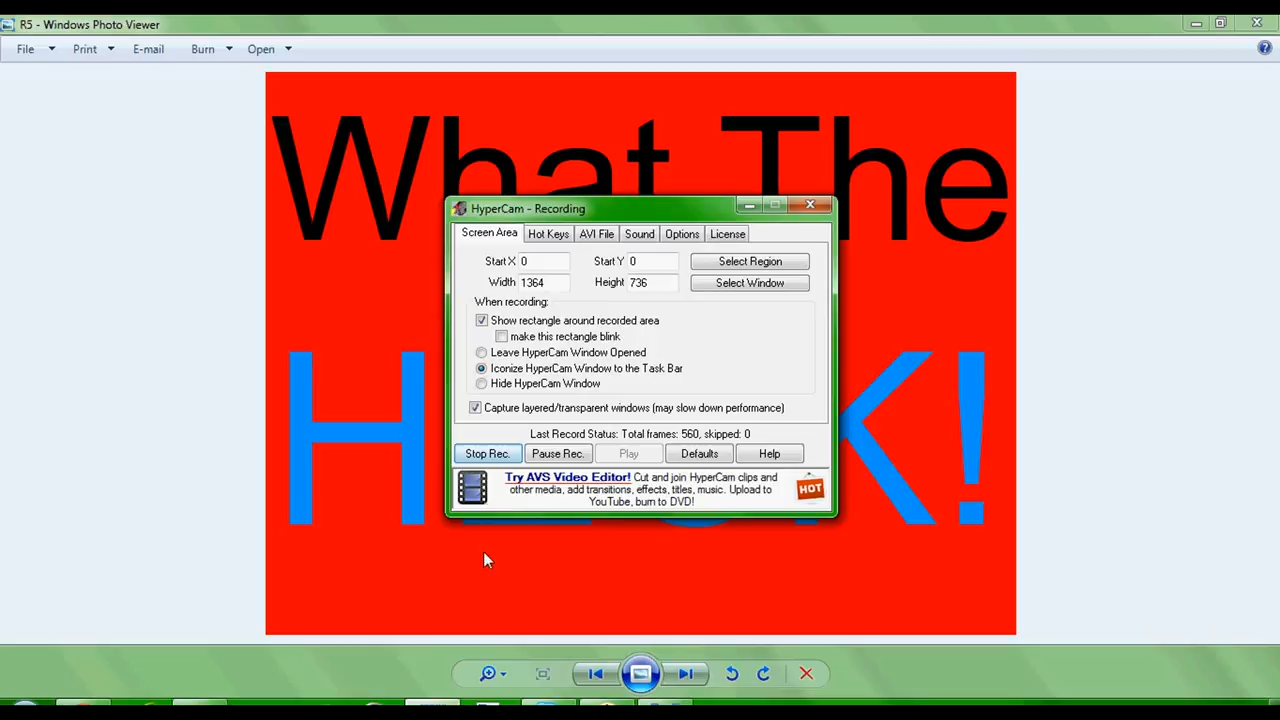 R5 - Windows Photo Viewer
File Print E-mail Burn Open
What The
HyperCam - Recording
Screen Area Hot Keys AVI File Sound Options License
Start X 0 Start Y 0 Select Region
Width 1364 Height 736 Select Window
When recording:
Show rectangle around recorded area
make this rectangle blink
Leave HyperCam Window Opened
Iconize HyperCam Window to the Task Bar
Hide HyperCam Window
Capture layered/transparent windows (may slow down performance)
Last Record Status: Total frames: 560, skipped: 0
Stop Rec. Pause Rec. Play Defaults Help
Try AVS Video Editor! Cut and join HyperCam clips and
other media, add transitions, effects, titles, music. Upload to
YouTube, burn to DVD!
HOT